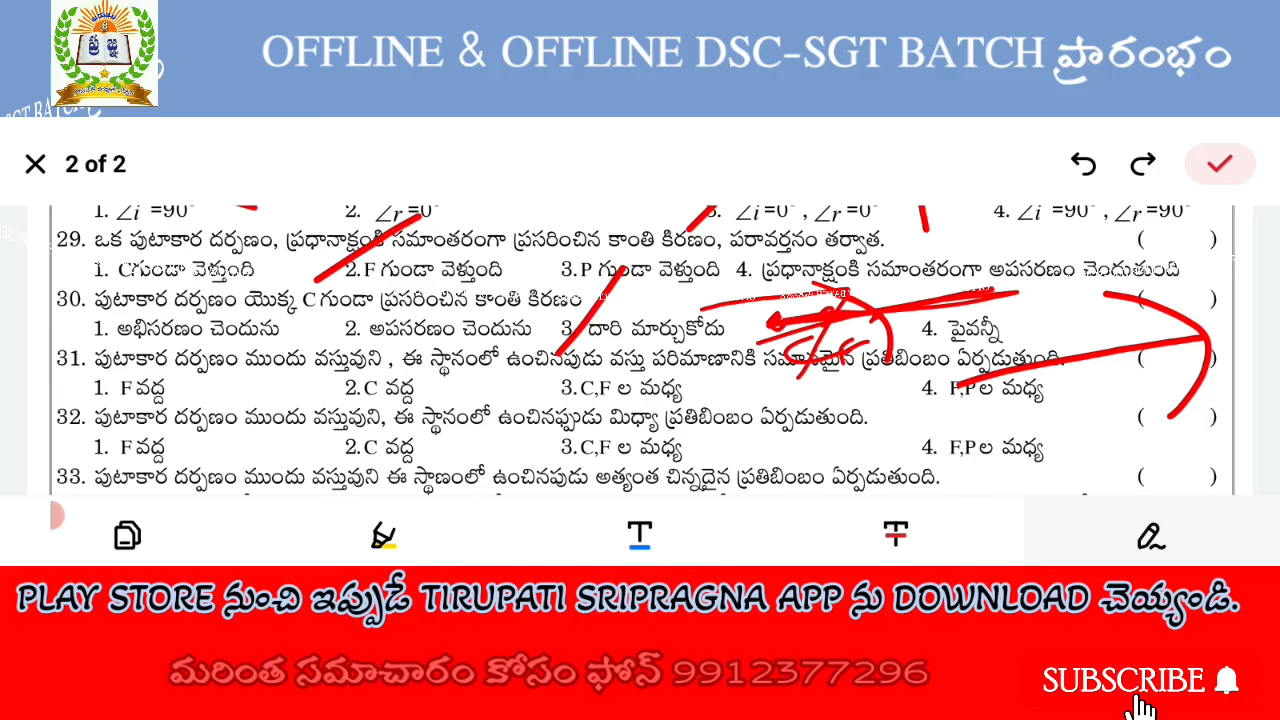 OFFLINE & OFFLINE DSC-SGT BATCH ప్రారంభం
ప్రజ్ఞ
2 of 2
1. ∠i =90° 2. ∠r =0° 3. ∠i =0° , ∠r =0° 4. ∠i =90° , ∠r =90°
29. ఒక పుటాకార దర్పణం, ప్రధానాక్షంకి సమాంతరంగా ప్రసరించిన కాంతి కిరణం, పరావర్తనం తర్వాత. ( )
1. C గుండా వెళ్తుంది 2. F గుండా వెళ్తుంది 3. P గుండా వెళ్తుంది 4. ప్రధానాక్షంకి సమాంతరంగా అపసరణం చెందుతుంది
30. పుటాకార దర్పణం యొక్క C గుండా ప్రసరించిన కాంతి కిరణం ( )
1. అభిసరణం చెందును 2. అపసరణం చెందును 3. దారి మార్చుకోదు 4. పైవన్నీ
31. పుటాకార దర్పణం ముందు వస్తువుని , ఈ స్థానంలో ఉంచినపుడు వస్తు పరిమాణానికి సమానమైన ప్రతిబింబం ఏర్పడుతుంది. ( )
1. F వద్ద 2. C వద్ద 3. C,F ల మధ్య 4. F,P ల మధ్య
32. పుటాకార దర్పణం ముందు వస్తువుని, ఈ స్థానంలో ఉంచినప్పుడు మిధ్యా ప్రతిబింబం ఏర్పడుతుంది. ( )
1. F వద్ద 2. C వద్ద 3. C,F ల మధ్య 4. F,P ల మధ్య
33. పుటాకార దర్పణం ముందు వస్తువుని ఈ స్థాణంలో ఉంచినపుడు అత్యంత చిన్నదైన ప్రతిబింబం ఏర్పడుతుంది. ( )
PLAY STORE నుంచి ఇప్పుడే TIRUPATI SRIPRAGNA APP ను DOWNLOAD చెయ్యండి.
మరింత సమాచారం కోసం ఫోన్ 9912377296
SUBSCRIBE